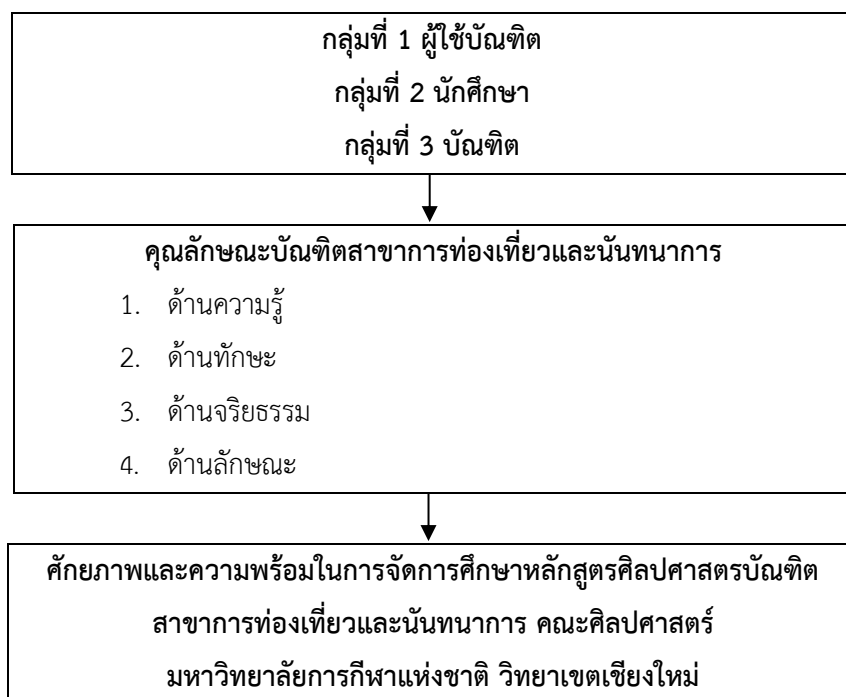 กลุ่มที่ 1 ผู้ใช้บัณฑิต
กลุ่มที่ 2 นักศึกษา
กลุ่มที่ 3 บัณฑิต
คุณลักษณะบัณฑิตสาขาการท่องเที่ยวและนันทนาการ
1. ด้านความรู้
2. ด้านทักษะ
3. ด้านจริยธรรม
4. ด้านลักษณะ
ศักยภาพและความพร้อมในการจัดการศึกษาหลักสูตรศิลปศาสตรบัณฑิต
สาขาการท่องเที่ยวและนันทนาการ คณะศิลปศาสตร์
มหาวิทยาลัยการกีฬาแห่งชาติ วิทยาเขตเชียงใหม่